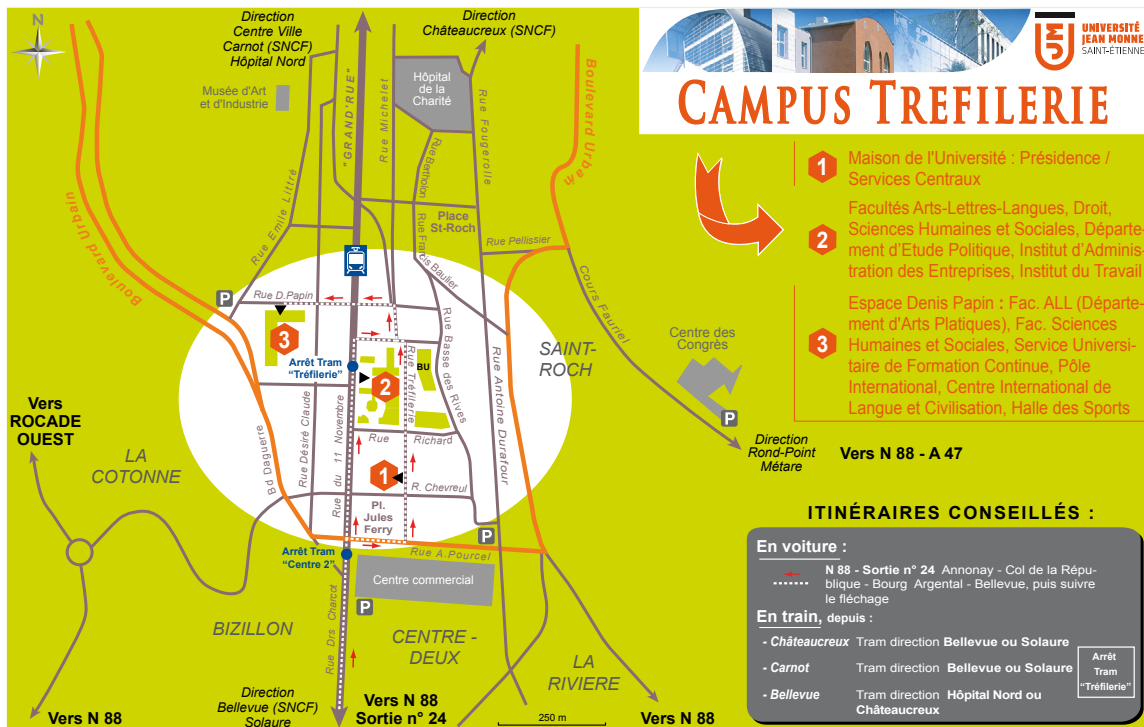 N
Direction
Centre Ville
Carnot (SNCF)
Hôpital Nord
Direction
Châteaucreux (SNCF)
UJM
UNIVERSITÉ
JEAN MONNE
SAINT-ÉTIENNE
CAMPUS TREFILERIE
Musée d'Art
et d'Industrie
"GRAND'RUE"
Rue Michelet
Hôpital
de la
Charité
Rue Fougerolle
Boulevard Urbain
Rue Bertholon
Boulevard Urbain
Rue Emile Littré
Place
St-Roch
Rue Francis Baulier
Rue Pellissier
Cours Fauriel
1
Maison de l'Université : Présidence /
Services Centraux
2
Facultés Arts-Lettres-Langues, Droit,
Sciences Humaines et Sociales, Départe-
ment d'Etude Politique, Institut d'Adminis-
tration des Entreprises, Institut du Travail
3
Espace Denis Papin : Fac. ALL (Départe-
ment d'Arts Platiques), Fac. Sciences
Humaines et Sociales, Service Universi-
taire de Formation Continue, Pôle
International, Centre International de
Langue et Civilisation, Halle des Sports
P
Rue D.Papin
3
Arrêt Tram
"Tréfilerie"
2
BU
Rue Tréfilerie
Rue Basse des Rives
Rue Antoine Durafour
SAINT-
ROCH
Centre des
Congrès
P
Direction
Rond-Point
Métare
Vers N 88 - A 47
Vers
ROCADE
OUEST
LA
COTONNE
Bd Daguerre
Rue Désiré Claude
Rue du 11 Novembre
Rue Richard
1
R. Chevreul
Pl.
Jules
Ferry
P
Arrêt Tram
"Centre 2"
Rue A.Pourcel
Centre commercial
P
Rue Drs Charcot
BIZILLON
CENTRE -
DEUX
LA
RIVIERE
Vers N 88
Direction
Bellevue (SNCF)
Solaure
Vers N 88
Sortie n° 24
250 m
Vers N 88
ITINÉRAIRES CONSEILLÉS :
En voiture :
N 88 - Sortie n° 24 Annonay - Col de la Répu-
blique - Bourg Argental - Bellevue, puis suivre
le fléchage
En train, depuis :
- Châteaucreux Tram direction Bellevue ou Solaure
- Carnot Tram direction Bellevue ou Solaure
- Bellevue Tram direction Hôpital Nord ou
Châteaucreux
Arrêt
Tram
"Tréfilerie"